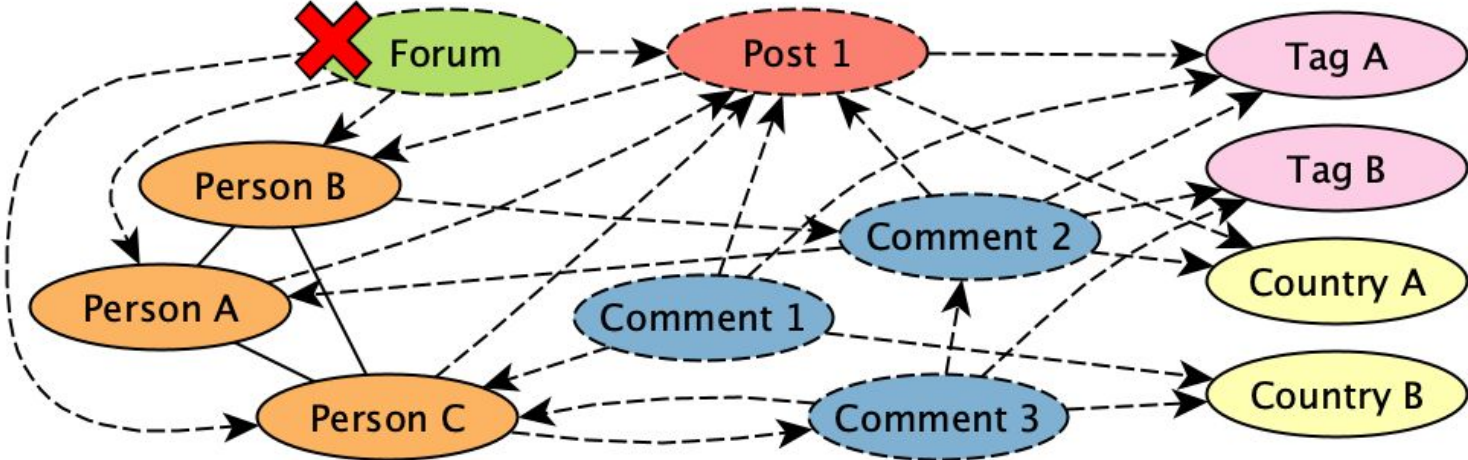 Forum
Post 1
Tag A
Person B
Tag B
Comment 2
Country A
Person A
Comment 1
Country B
Person C
Comment 3